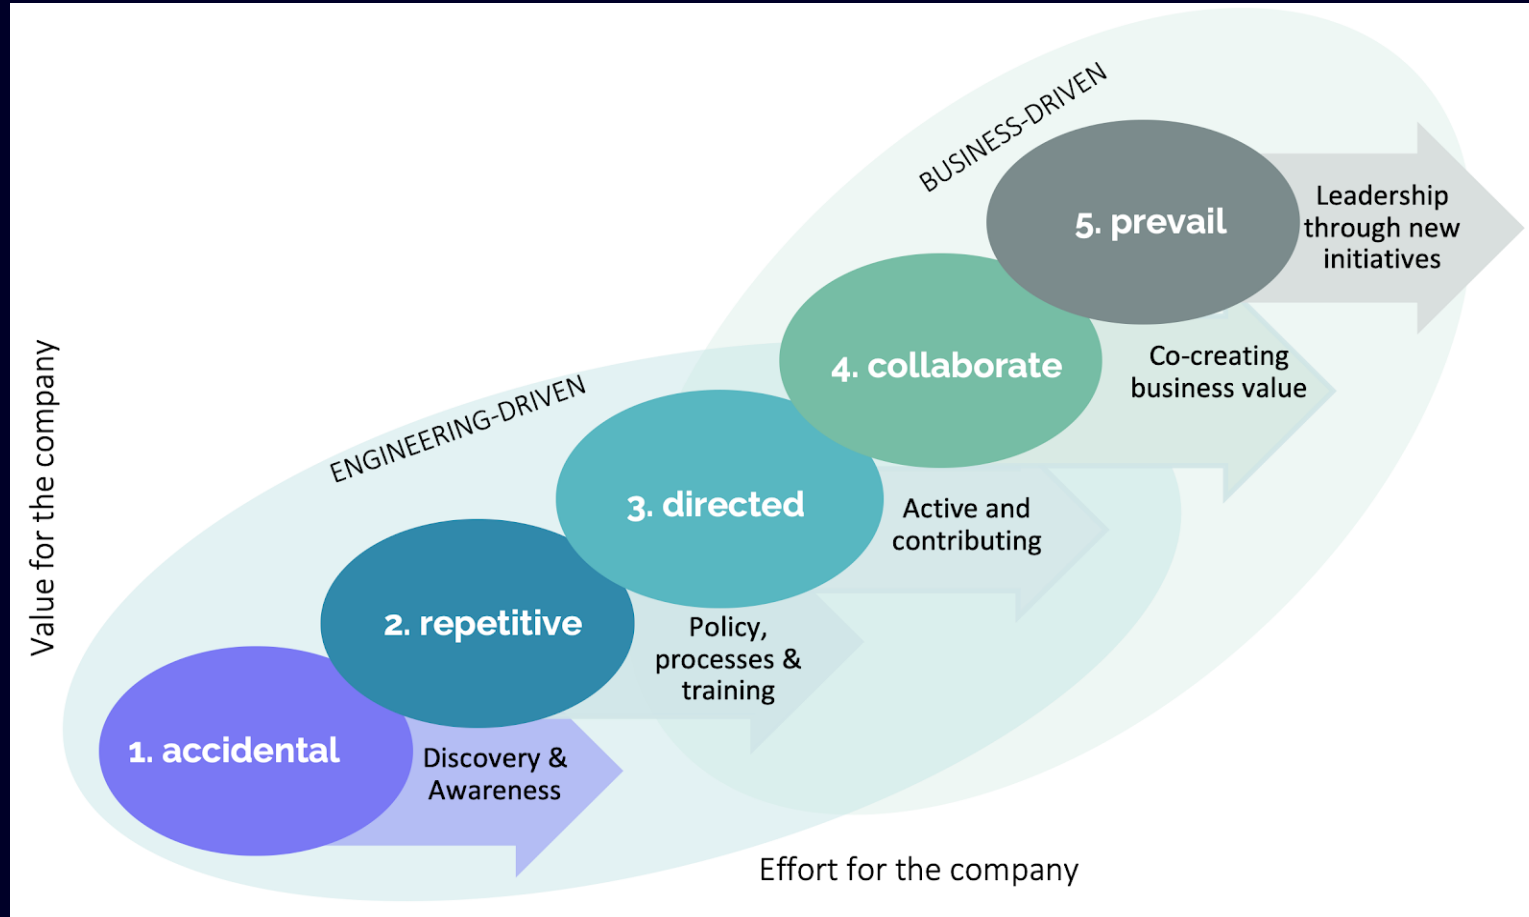 BUSINESS-DRIVEN
5. prevail
Leadership
through new
initiatives
4. collaborate
Co-creating
business value
ENGINEERING-DRIVEN
3. directed
Active and
contributing
2. repetitive
Policy,
processes &
training
1. accidental
Discovery &
Awareness
Value for the company
Effort for the company